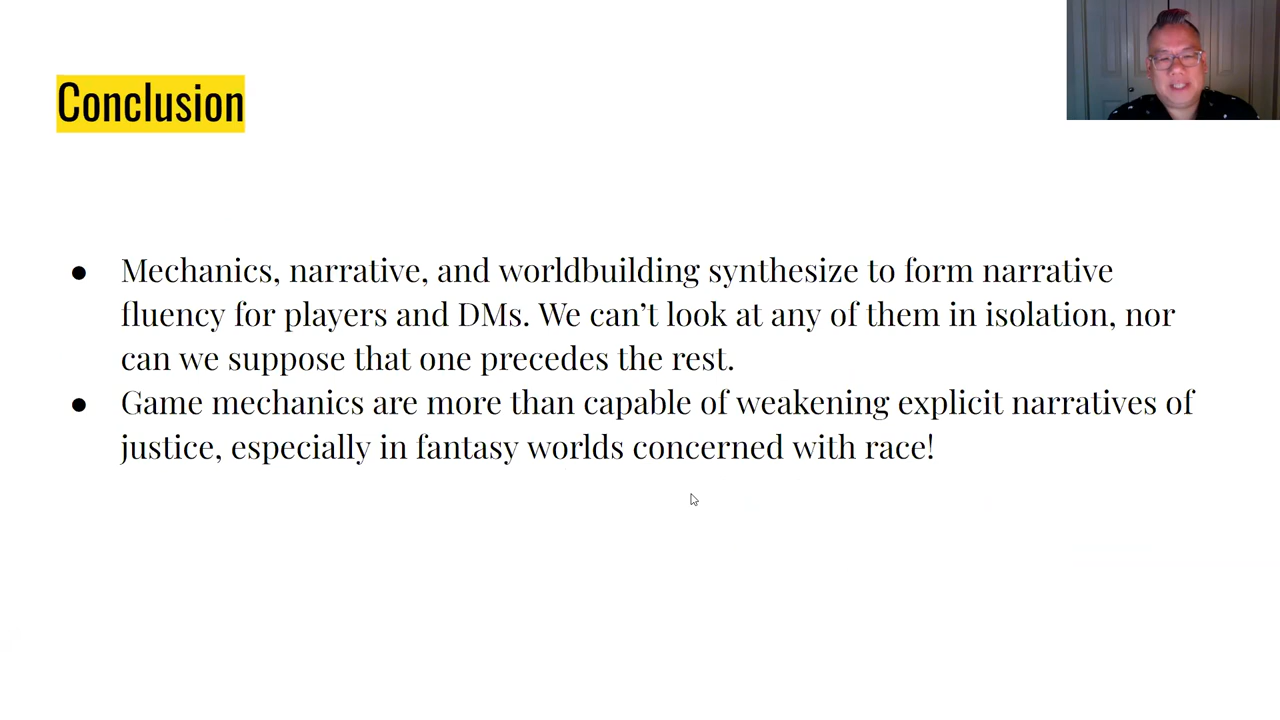 Conclusion
● Mechanics, narrative, and worldbuilding synthesize to form narrative
fluency for players and DMs. We can’t look at any of them in isolation, nor
can we suppose that one precedes the rest.
● Game mechanics are more than capable of weakening explicit narratives of
justice, especially in fantasy worlds concerned with race!